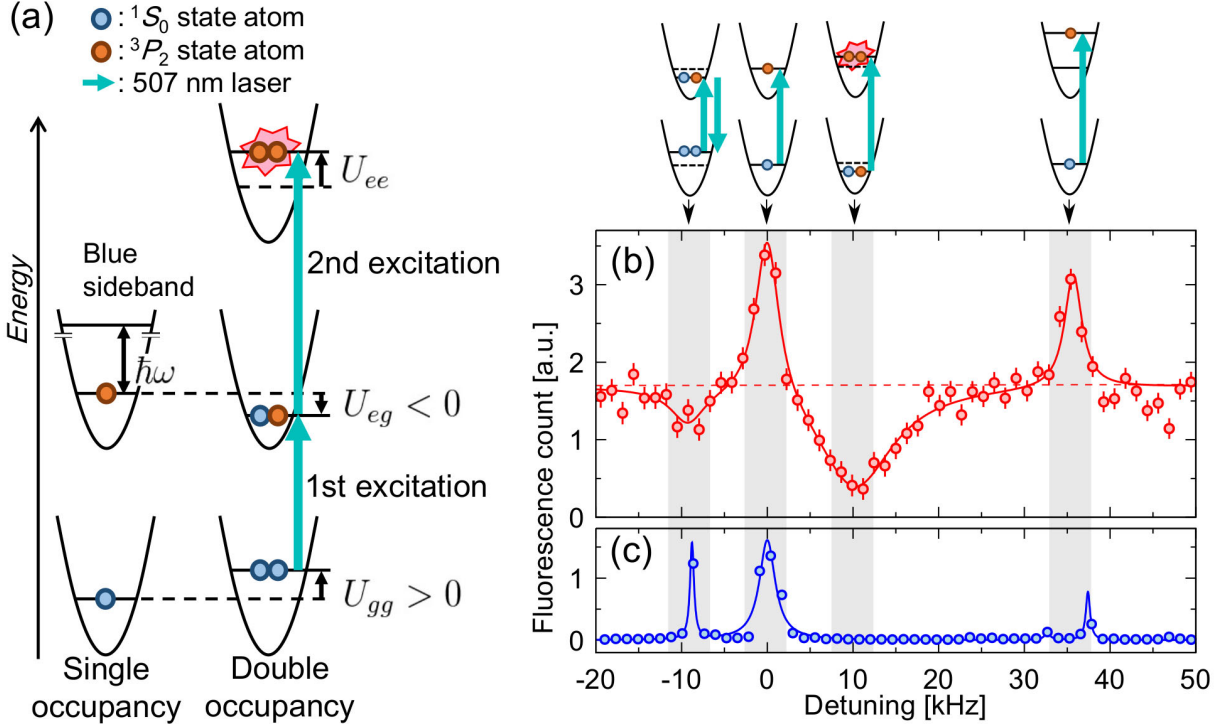 (a)
: ¹S₀ state atom
: ³P₂ state atom
: 507 nm laser
Energy
U_ee
2nd excitation
Blue
sideband
ħω
U_eg < 0
1st excitation
U_gg > 0
Single
occupancy
Double
occupancy
(b)
Fluorescence count [a.u.]
3
2
1
0
(c)
1
0
-20 -10 0 10 20 30 40 50
Detuning [kHz]